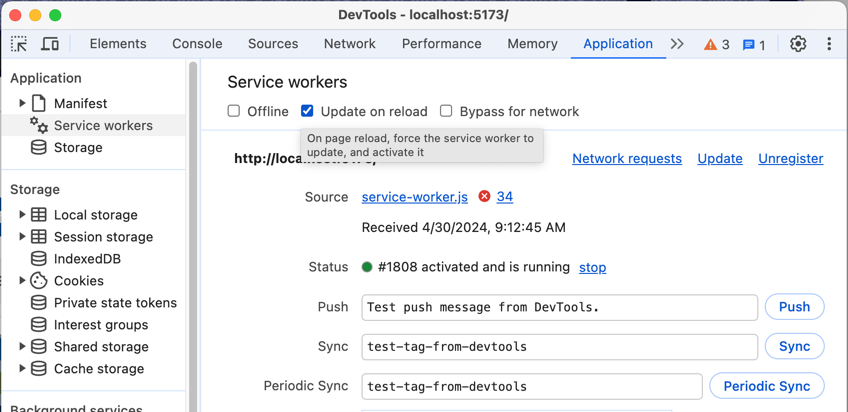 DevTools - localhost:5173/
Elements Console Sources Network Performance Memory Application 3 1
Application
Manifest
Service workers
Storage
Storage
Local storage
Session storage
IndexedDB
Cookies
Private state tokens
Interest groups
Shared storage
Cache storage
Background services
Service workers
Offline Update on reload Bypass for network
On page reload, force the service worker to
update, and activate it
http://loca Network requests Update Unregister
Source service-worker.js 34
Received 4/30/2024, 9:12:45 AM
Status #1808 activated and is running stop
Push Test push message from DevTools. Push
Sync test-tag-from-devtools Sync
Periodic Sync test-tag-from-devtools Periodic Sync